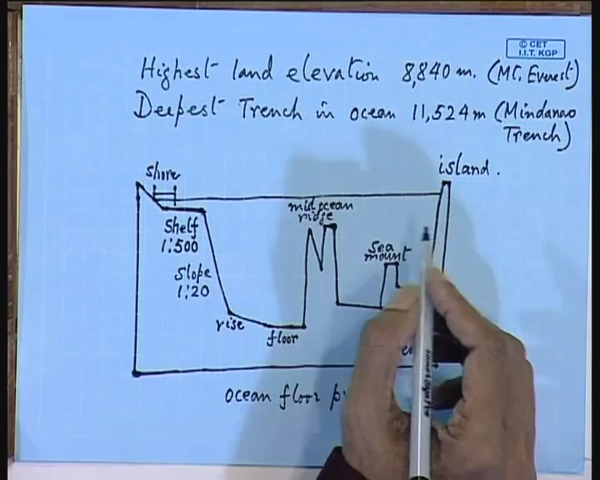 © CET
I.I.T. KGP
Highest land elevation 8,840 m. (Mt. Everest)
Deepest Trench in ocean 11,524 m (Mindanao
Trench)
shore
island.
mid ocean
ridge
Shelf
1:500
sea
mount
Slope
1:20
rise
floor
ocean floor